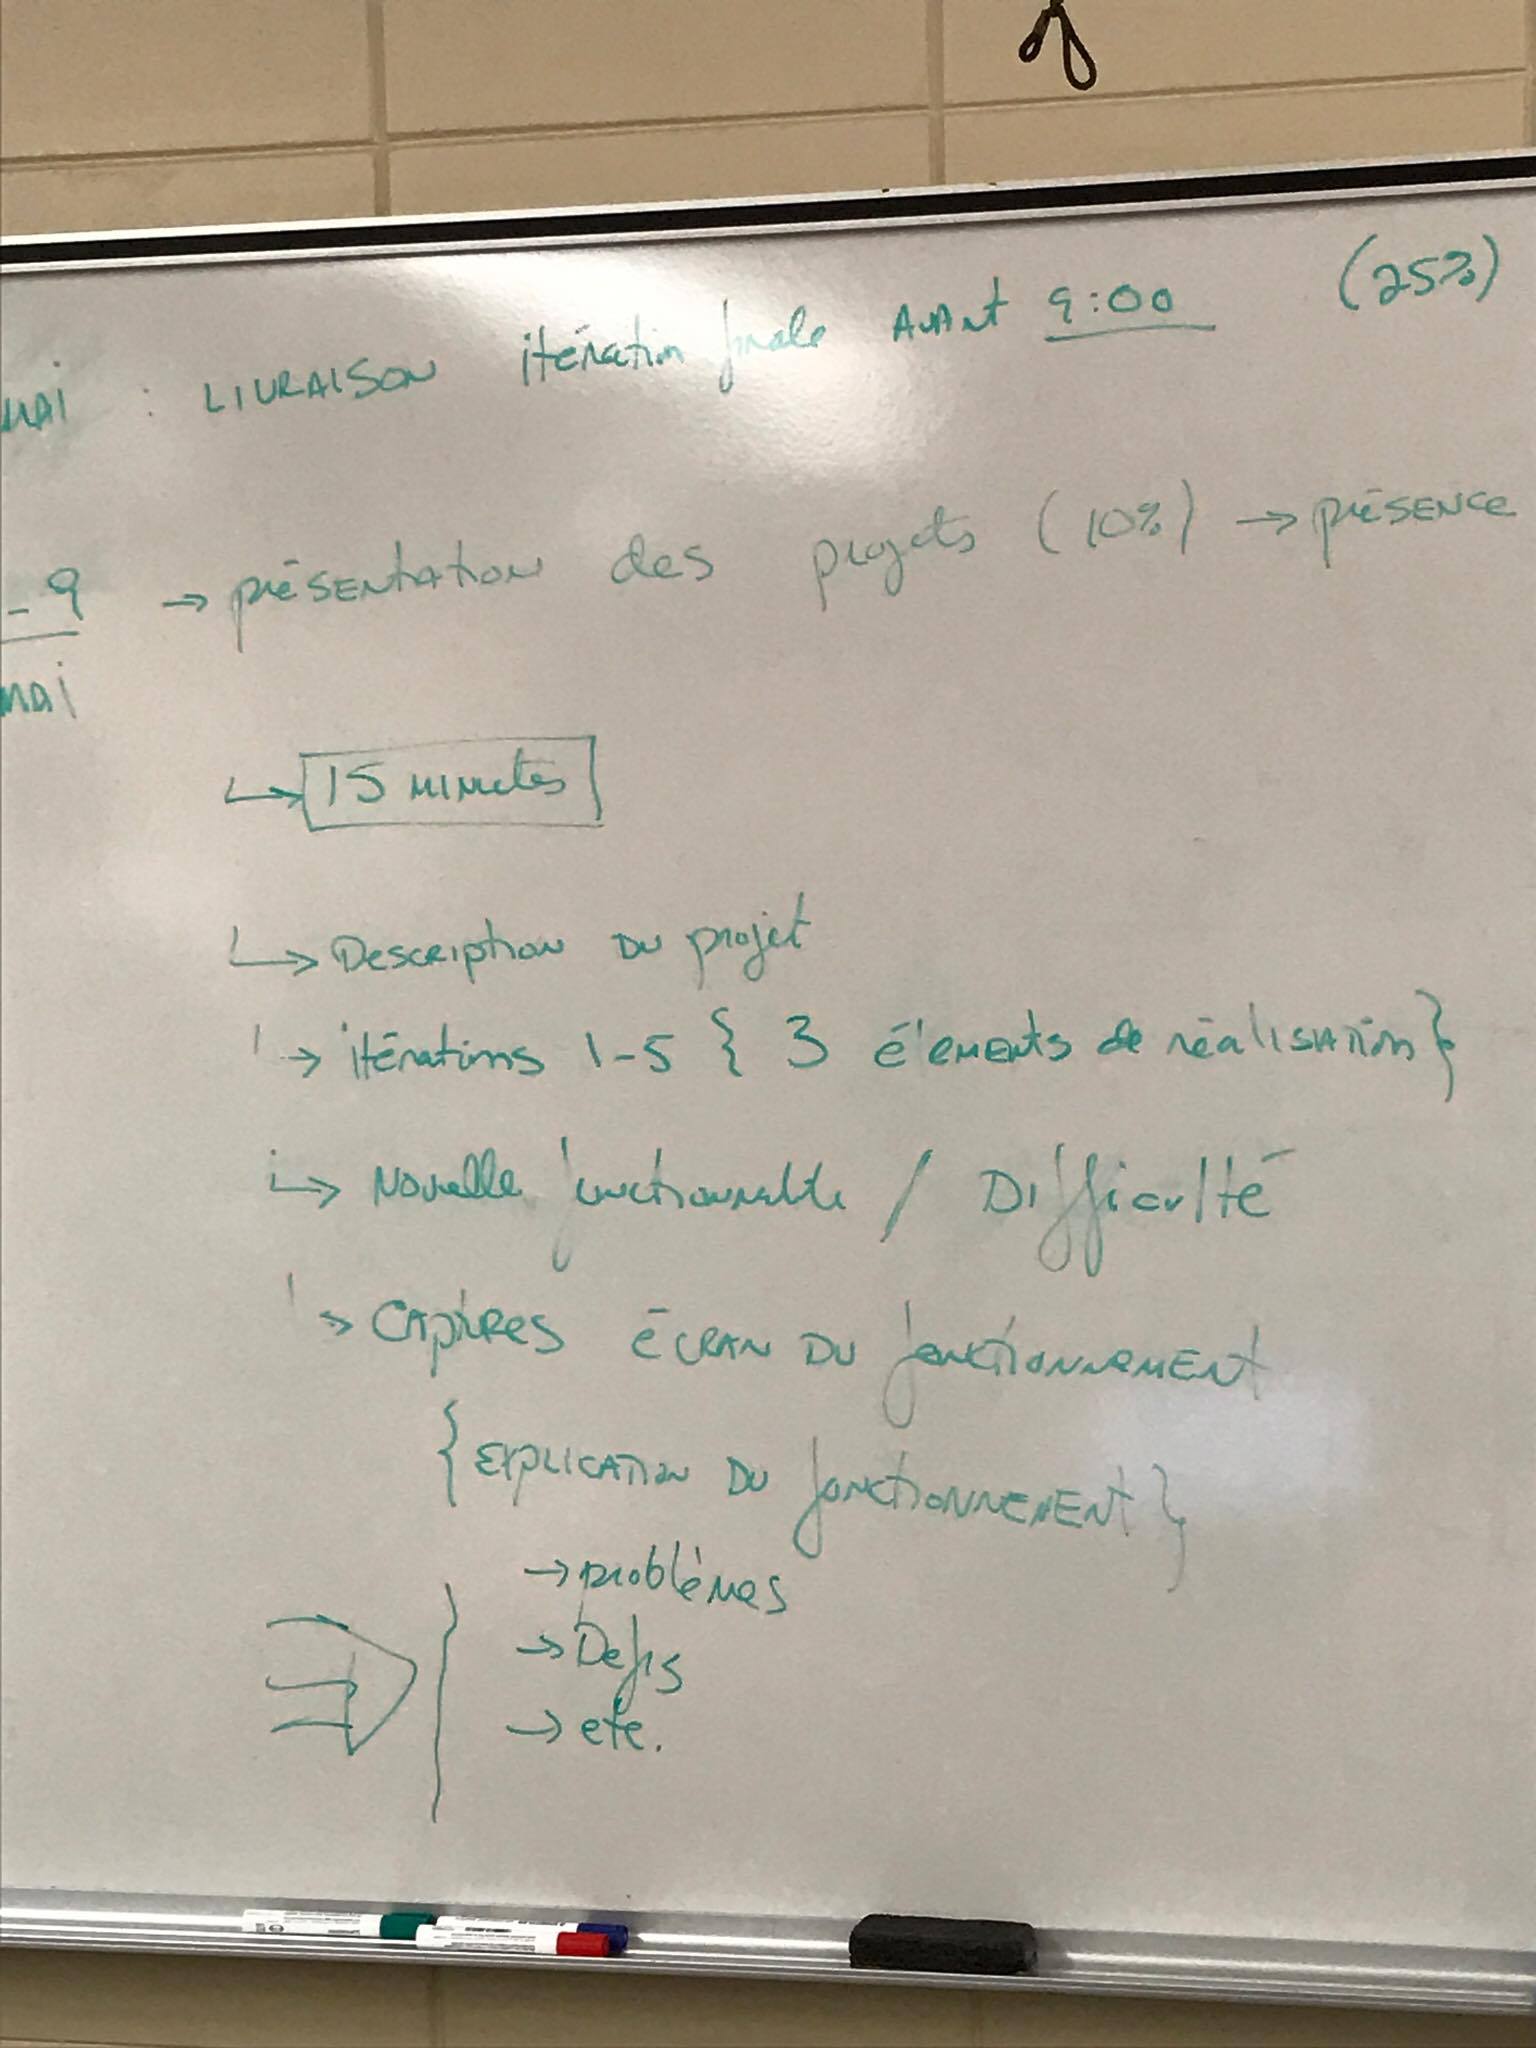 mai : LIVRAISON itération finale AVANT 9:00 (25%)
- 9 → présentation des projets (10%) → présence
mai
↳ 15 minutes
↳ Description du projet
↳ itérations 1-5 { 3 éléments de réalisation }
↳ Nouvelle fonctionnalité / Difficulté
↳ Captures écran du fonctionnement
{ explication du fonctionnement }
→ problèmes
→ Defis
→ etc.